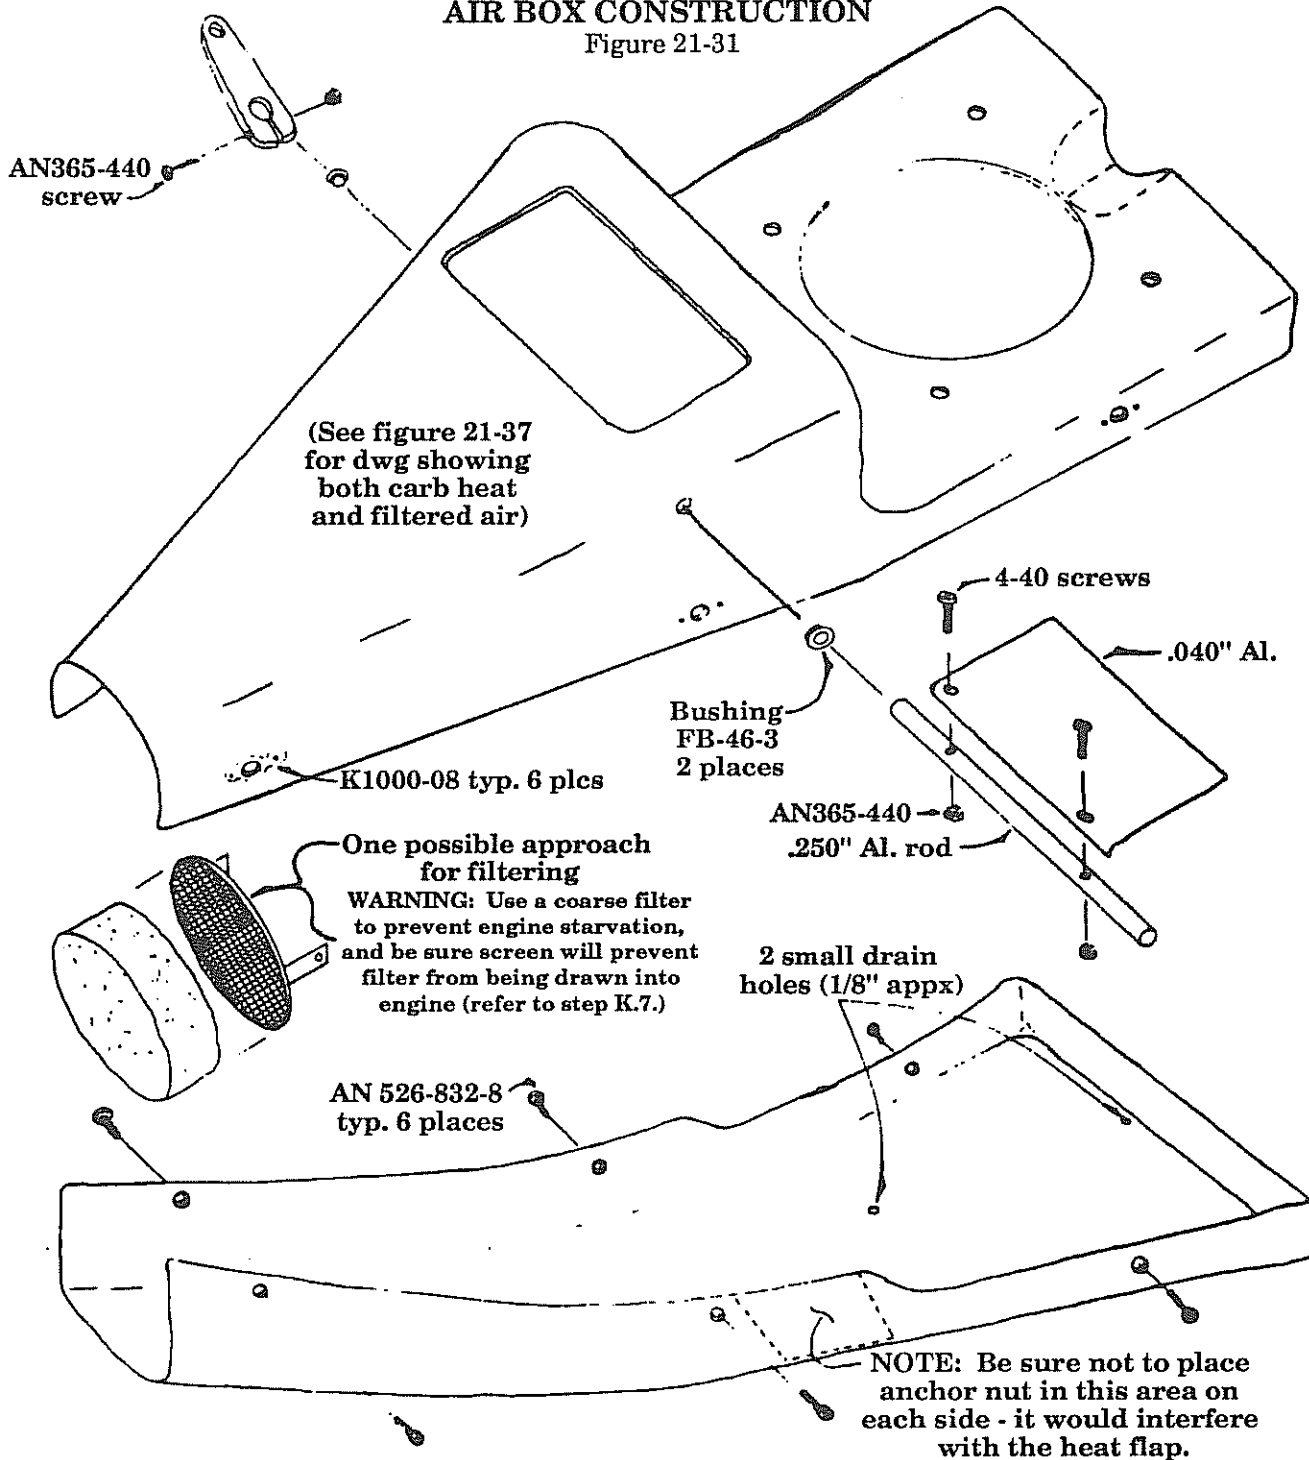 AIR BOX CONSTRUCTION
Figure 21-31
AN365-440
screw
(See figure 21-37
for dwg showing
both carb heat
and filtered air)
4-40 screws
.040" Al.
Bushing
FB-46-3
2 places
K1000-08 typ. 6 plcs
AN365-440
.250" Al. rod
One possible approach
for filtering
WARNING: Use a coarse filter
to prevent engine starvation,
and be sure screen will prevent
filter from being drawn into
engine (refer to step K.7.)
2 small drain
holes (1/8" appx)
AN 526-832-8
typ. 6 places
NOTE: Be sure not to place
anchor nut in this area on
each side - it would interfere
with the heat flap.